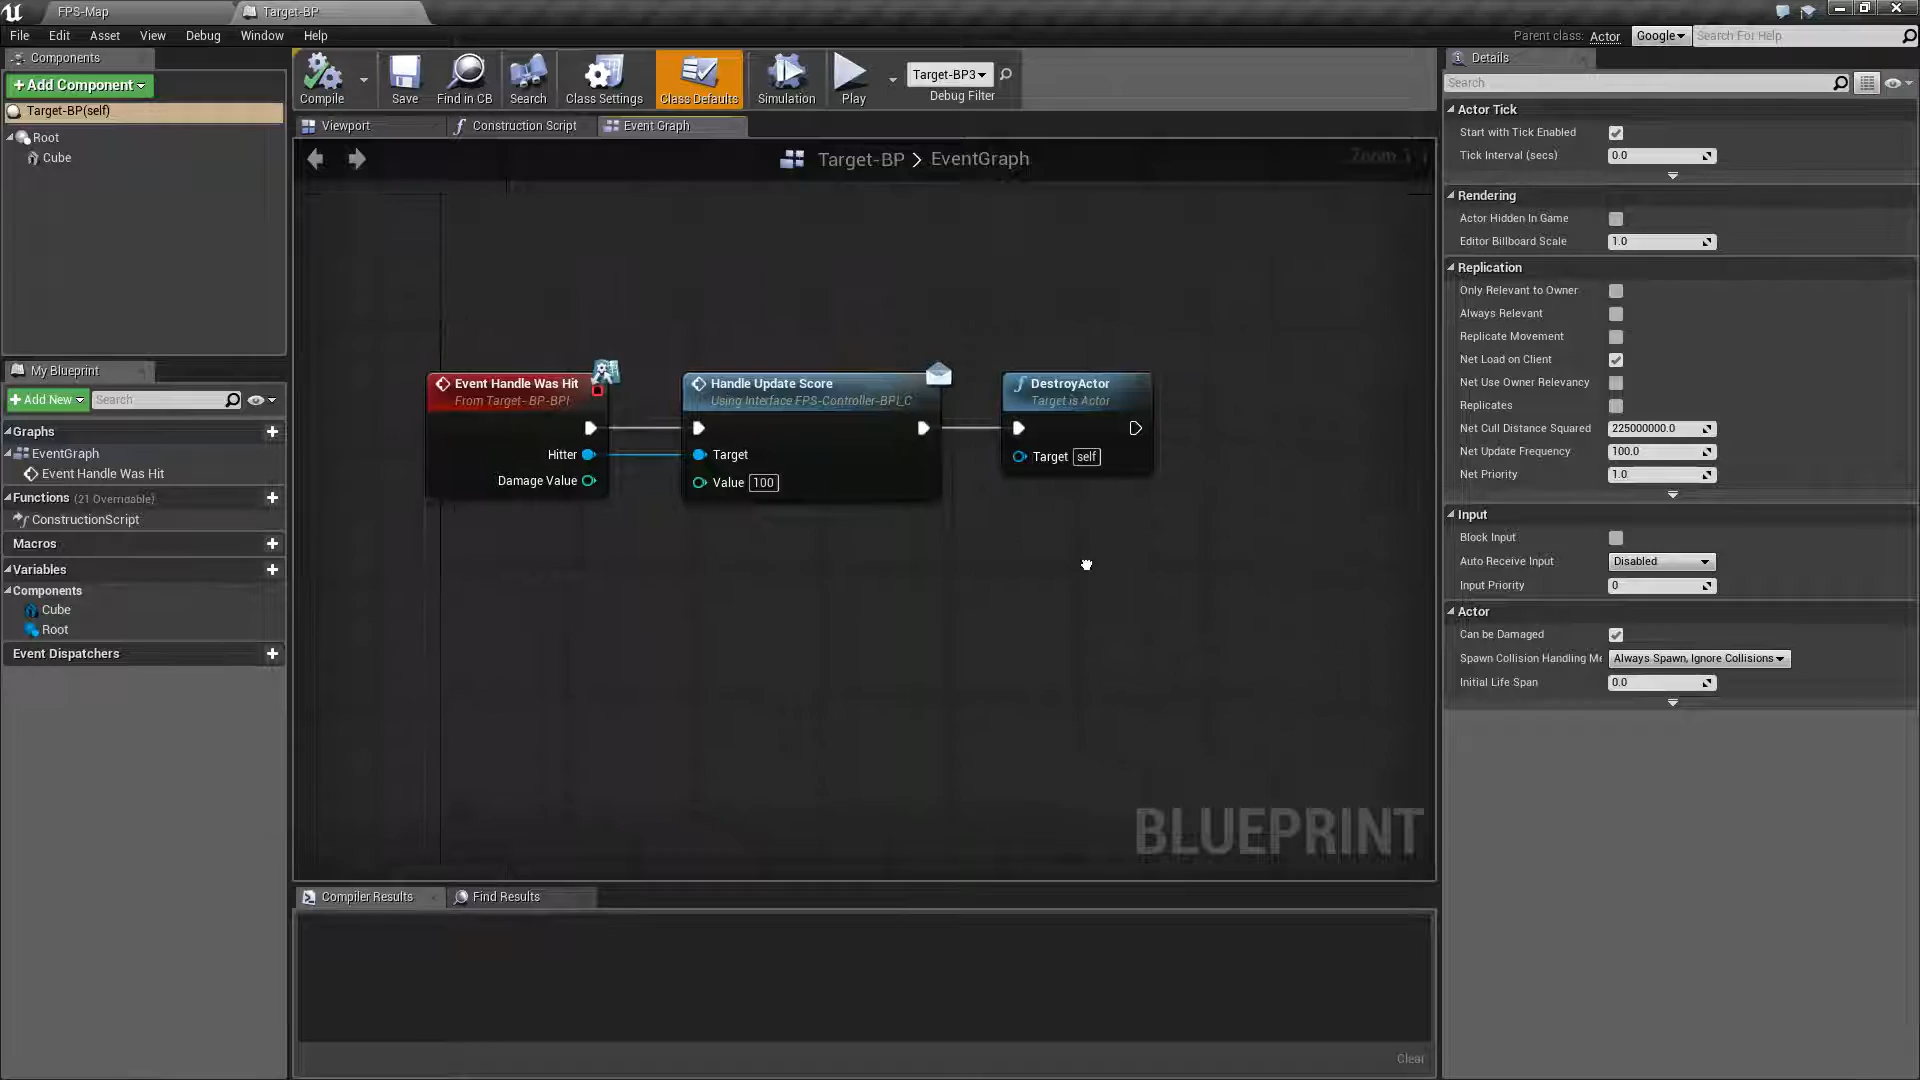 FPS-Map
Target-BP
File Edit Asset View Debug Window Help
Parent class: Actor Google Search For Help
Components
Add Component
Target-BP(self)
Root
Cube
My Blueprint
Add New Search
Graphs
EventGraph
Event Handle Was Hit
Functions (21 Overridable)
ConstructionScript
Macros
Variables
Components
Cube
Root
Event Dispatchers
Compile
Save
Find in CB
Search
Class Settings
Class Defaults
Simulation
Play
Target-BP3
Debug Filter
Viewport
Construction Script
Event Graph
Target-BP > EventGraph
Zoom 1:1
Event Handle Was Hit
From Target- BP-BPI
Hitter
Damage Value
Handle Update Score
Using Interface FPS-Controller-BPI_C
Target
Value 100
DestroyActor
Target is Actor
Target self
BLUEPRINT
Compiler Results
Find Results
Clear
Details
Search
Actor Tick
Start with Tick Enabled
Tick Interval (secs) 0.0
Rendering
Actor Hidden In Game
Editor Billboard Scale 1.0
Replication
Only Relevant to Owner
Always Relevant
Replicate Movement
Net Load on Client
Net Use Owner Relevancy
Replicates
Net Cull Distance Squared 225000000.0
Net Update Frequency 100.0
Net Priority 1.0
Input
Block Input
Auto Receive Input Disabled
Input Priority 0
Actor
Can be Damaged
Spawn Collision Handling Me Always Spawn, Ignore Collisions
Initial Life Span 0.0